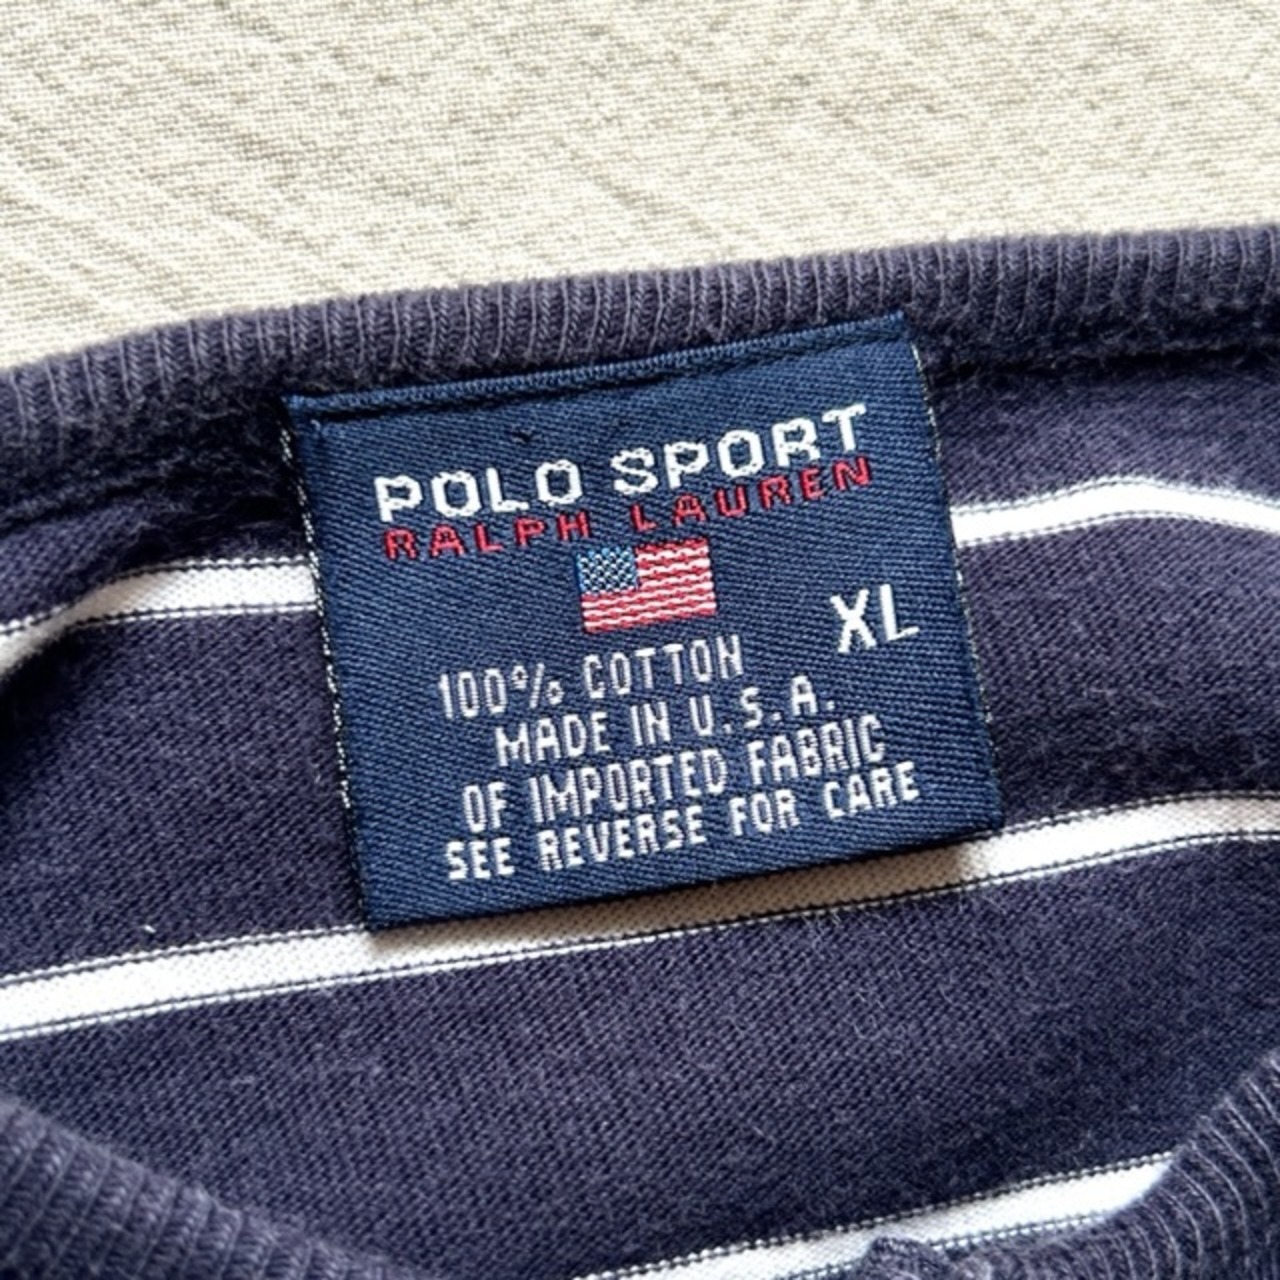 POLO SPORT
RALPH LAUREN
XL
100% COTTON
MADE IN U.S.A.
OF IMPORTED FABRIC
SEE REVERSE FOR CARE